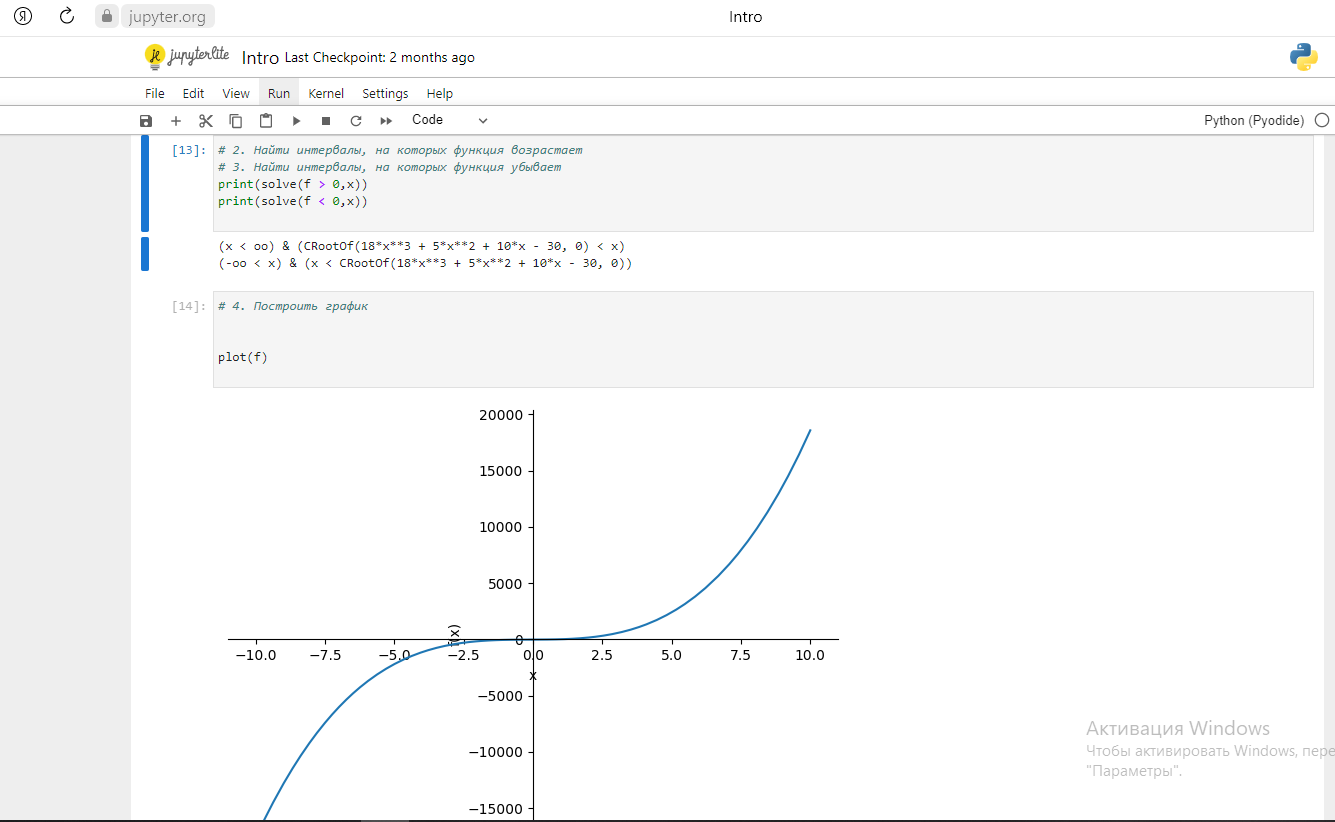 Я jupyter.org Intro
jupyterlite Intro Last Checkpoint: 2 months ago
File Edit View Run Kernel Settings Help
Code Python (Pyodide)
[13]: # 2. Найти интервалы, на которых функция возрастает
# 3. Найти интервалы, на которых функция убывает
print(solve(f > 0,x))
print(solve(f < 0,x))
(x < oo) & (CRootOf(18*x**3 + 5*x**2 + 10*x - 30, 0) < x)
(-oo < x) & (x < CRootOf(18*x**3 + 5*x**2 + 10*x - 30, 0))
[14]: # 4. Построить график
plot(f)
20000
15000
10000
5000
f(x)
0
−10.0 −7.5 −5.0 −2.5 0.0 2.5 5.0 7.5 10.0
x
−5000
−10000
−15000
Активация Windows
Чтобы активировать Windows, пере
"Параметры".